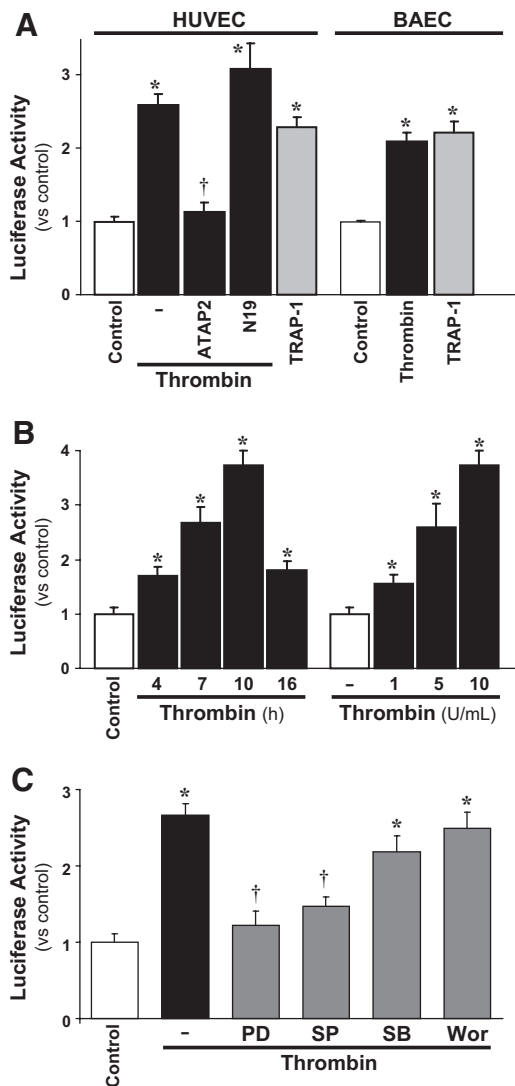 A
HUVEC BAEC
Luciferase Activity
(vs control)
3
2
1
0
* † * * * *
Control
-
ATAP2
N19
TRAP-1
Control
Thrombin
TRAP-1
Thrombin
B
Luciferase Activity
(vs control)
4
3
2
1
0
* * * * * * *
Control
4 7 10 16
Thrombin (h)
– 1 5 10
Thrombin (U/mL)
C
Luciferase Activity
(vs control)
3
2
1
0
* † † * *
Control
- PD SP SB Wor
Thrombin